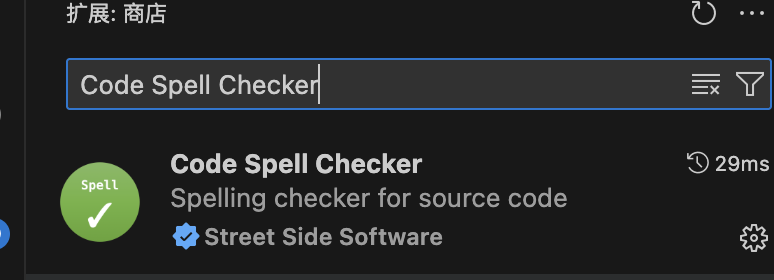 扩展: 商店
Code Spell Checker
Spell
Code Spell Checker
29ms
Spelling checker for source code
Street Side Software